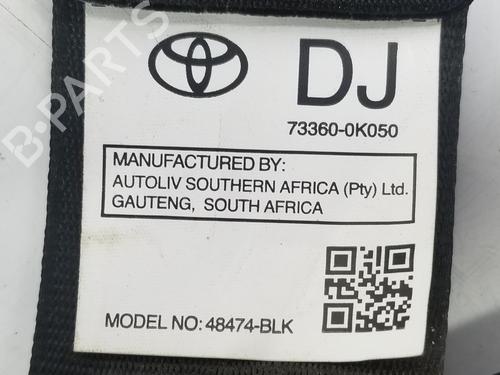 B-PARTS
DJ
73360-0K050
MANUFACTURED BY:
AUTOLIV SOUTHERN AFRICA (Pty) Ltd.
GAUTENG, SOUTH AFRICA
MODEL NO: 48474-BLK